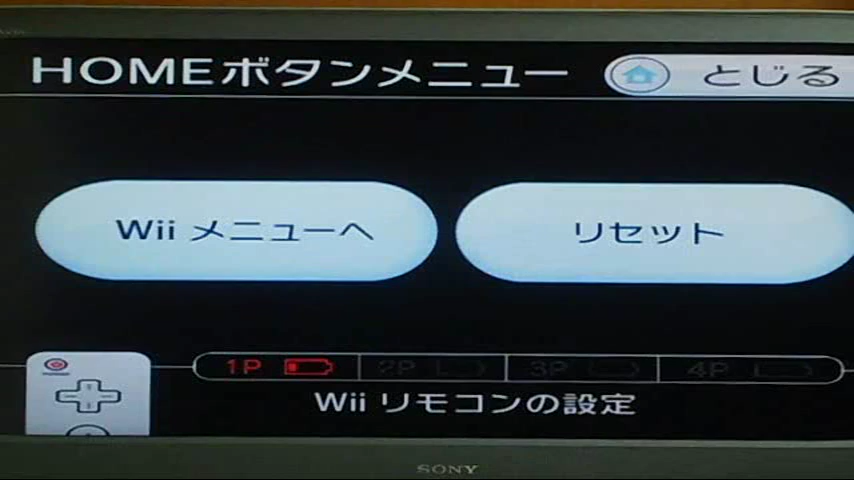 HOMEボタンメニュー
とじる
Wii メニューへ
リセット
1P 2P 3P 4P
Wii リモコンの設定
SONY